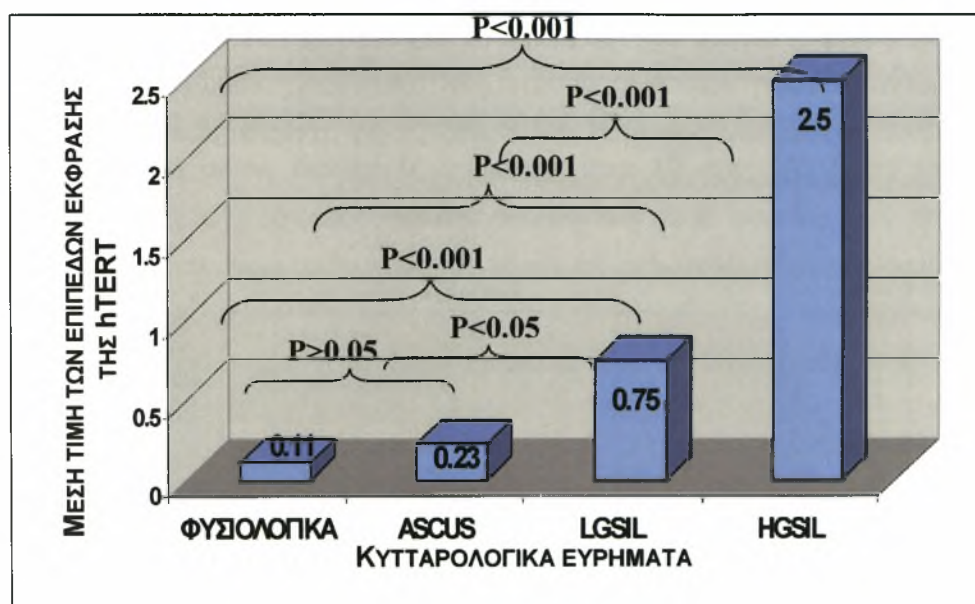 P<0.001
P<0.001
P<0.001
P<0.001
P<0.05
P>0.05
ΜΕΣΗ ΤΙΜΗ ΤΩΝ ΕΠΙΠΕΔΩΝ ΕΚΦΡΑΣΗΣ
ΤΗΣ hTERT
2.5
2
1.5
1
0.5
0
0.11
0.23
0.75
2.5
ΦΥΣΙΟΛΟΓΙΚΑ ASCUS LGSIL HGSIL
ΚΥΤΤΑΡΟΛΟΓΙΚΑ ΕΥΡΗΜΑΤΑ